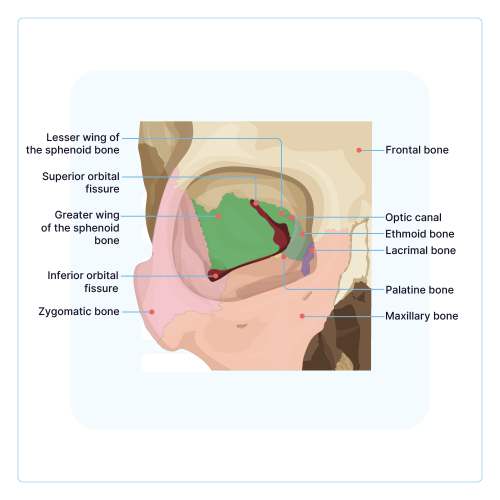 Lesser wing of
the sphenoid bone
Superior orbital
fissure
Greater wing
of the sphenoid
bone
Inferior orbital
fissure
Zygomatic bone
Frontal bone
Optic canal
Ethmoid bone
Lacrimal bone
Palatine bone
Maxillary bone